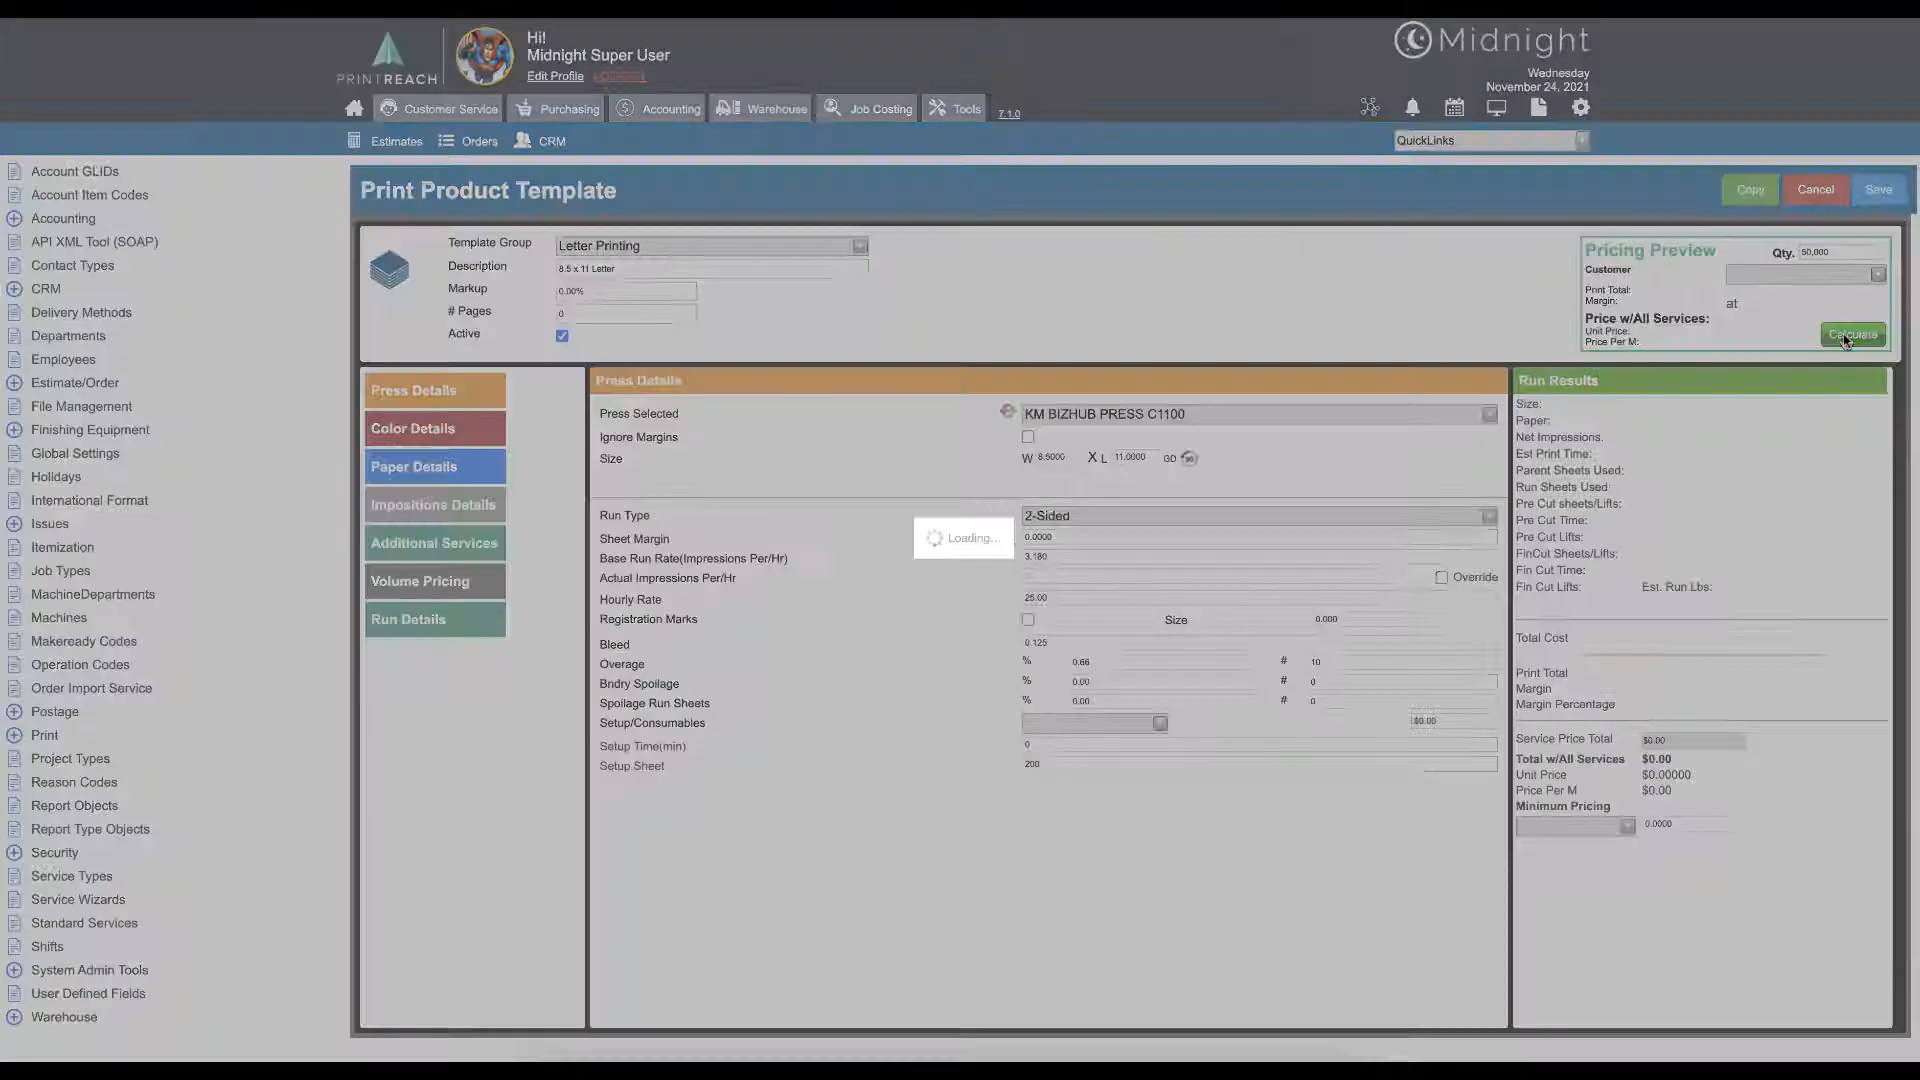 PRINTREACH
Hi!
Midnight Super User
Edit Profile
Midnight
Wednesday
November 24, 2021
Customer Service
Purchasing
Accounting
Warehouse
Job Costing
Tools
7.1.0
Estimates
Orders
CRM
QuickLinks
Account GLIDs
Account Item Codes
Accounting
API XML Tool (SOAP)
Contact Types
CRM
Delivery Methods
Departments
Employees
Estimate/Order
File Management
Finishing Equipment
Global Settings
Holidays
International Format
Issues
Itemization
Job Types
MachineDepartments
Machines
Makeready Codes
Operation Codes
Order Import Service
Postage
Print
Project Types
Reason Codes
Report Objects
Report Type Objects
Security
Service Types
Service Wizards
Standard Services
Shifts
System Admin Tools
User Defined Fields
Warehouse
Print Product Template
Copy
Cancel
Save
Template Group Letter Printing
Description 8.5 x 11 Letter
Markup 0.00%
# Pages 0
Active
Pricing Preview Qty. 50,000
Customer
Print Total:
Margin: at
Price w/All Services:
Unit Price:
Price Per M:
Calculate
Press Details
Color Details
Paper Details
Impositions Details
Additional Services
Volume Pricing
Run Details
Press Details
Press Selected KM BIZHUB PRESS C1100
Ignore Margins
Size W 8.5000 X L 11.0000 GD
Run Type 2-Sided
Sheet Margin 0.0000
Loading...
Base Run Rate(Impressions Per/Hr) 3.180
Actual Impressions Per/Hr Override
Hourly Rate 25.00
Registration Marks Size 0.000
Bleed 0.125
Overage % 0.66 # 10
Bndry Spoilage % 0.00 # 0
Spoilage Run Sheets % 0.00 # 0
Setup/Consumables $0.00
Setup Time(min) 0
Setup Sheet 200
Run Results
Size:
Paper:
Net Impressions.
Est Print Time:
Parent Sheets Used:
Run Sheets Used:
Pre Cut sheets/Lifts:
Pre Cut Time:
Pre Cut Lifts:
FinCut Sheets/Lifts:
Fin Cut Time:
Fin Cut Lifts: Est. Run Lbs:
Total Cost
Print Total
Margin
Margin Percentage
Service Price Total $0.00
Total w/All Services $0.00
Unit Price $0.00000
Price Per M $0.00
Minimum Pricing
0.0000